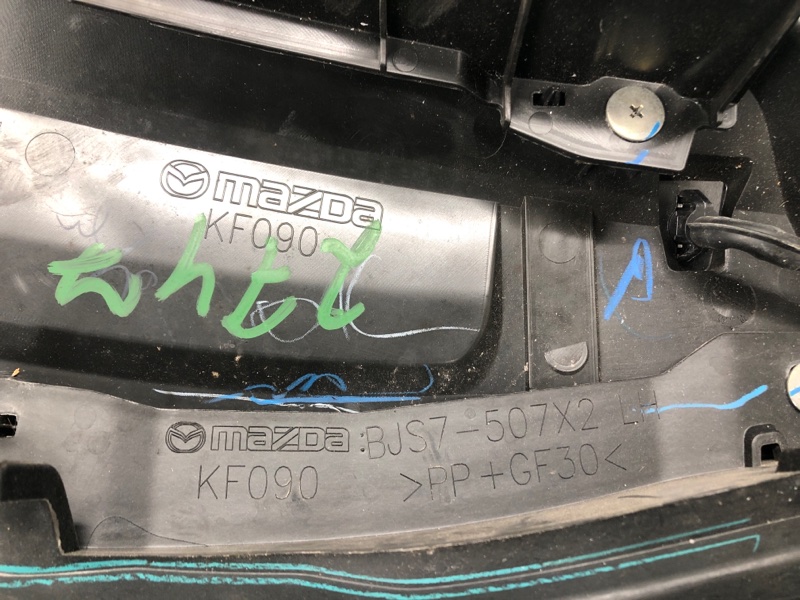 mazda
KF090
mazda BJS7-507X2 LH
KF090 >PP+GF30<